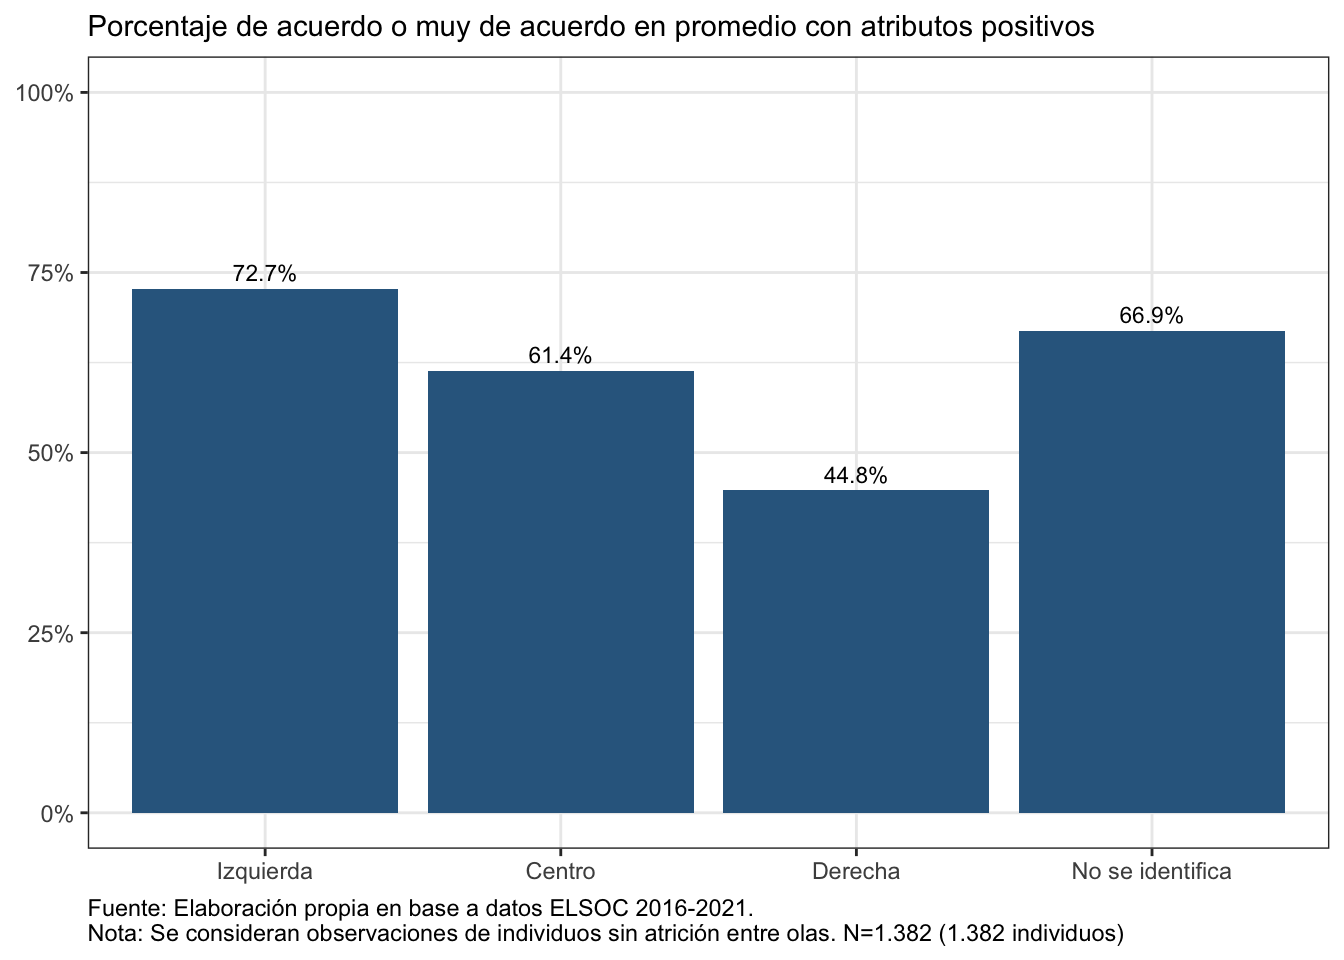 Porcentaje de acuerdo o muy de acuerdo en promedio con atributos positivos
100%
75%
50%
25%
0%
72.7%
61.4%
44.8%
66.9%
Izquierda
Centro
Derecha
No se identifica
Fuente: Elaboración propia en base a datos ELSOC 2016-2021.
Nota: Se consideran observaciones de individuos sin atrición entre olas. N=1.382 (1.382 individuos)